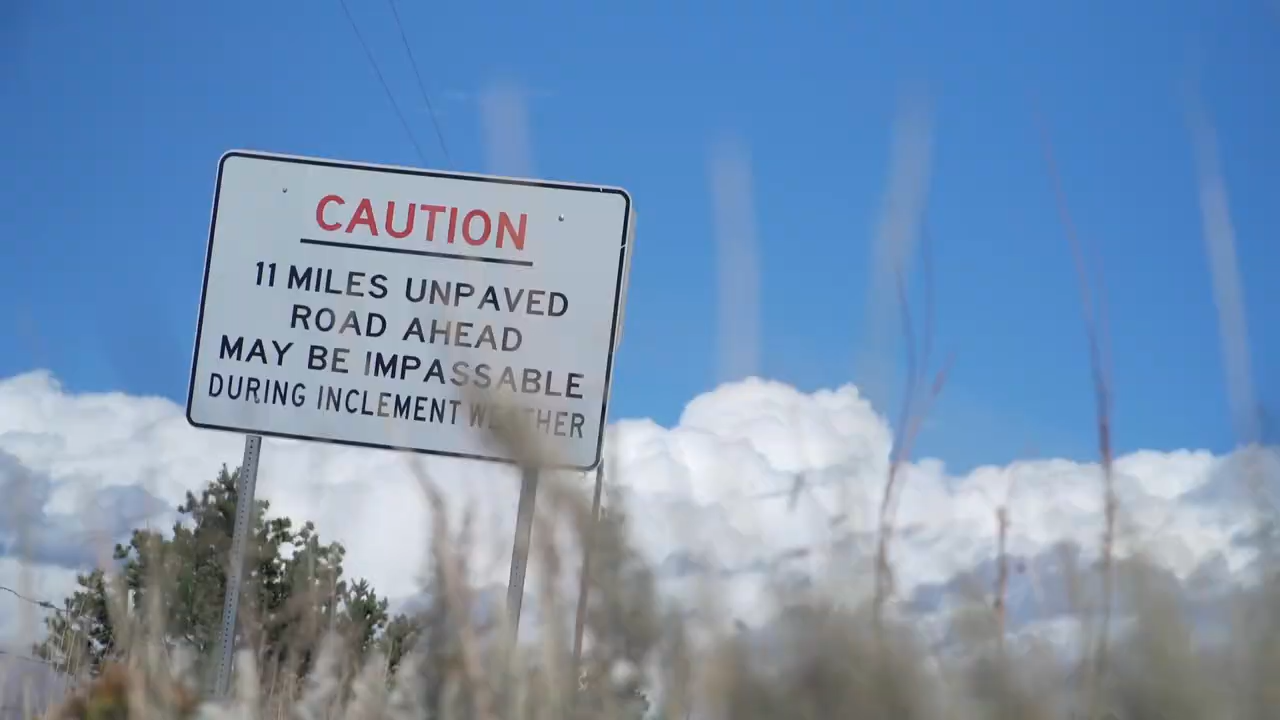 CAUTION
11 MILES UNPAVED
ROAD AHEAD
MAY BE IMPASSABLE
DURING INCLEMENT WEATHER